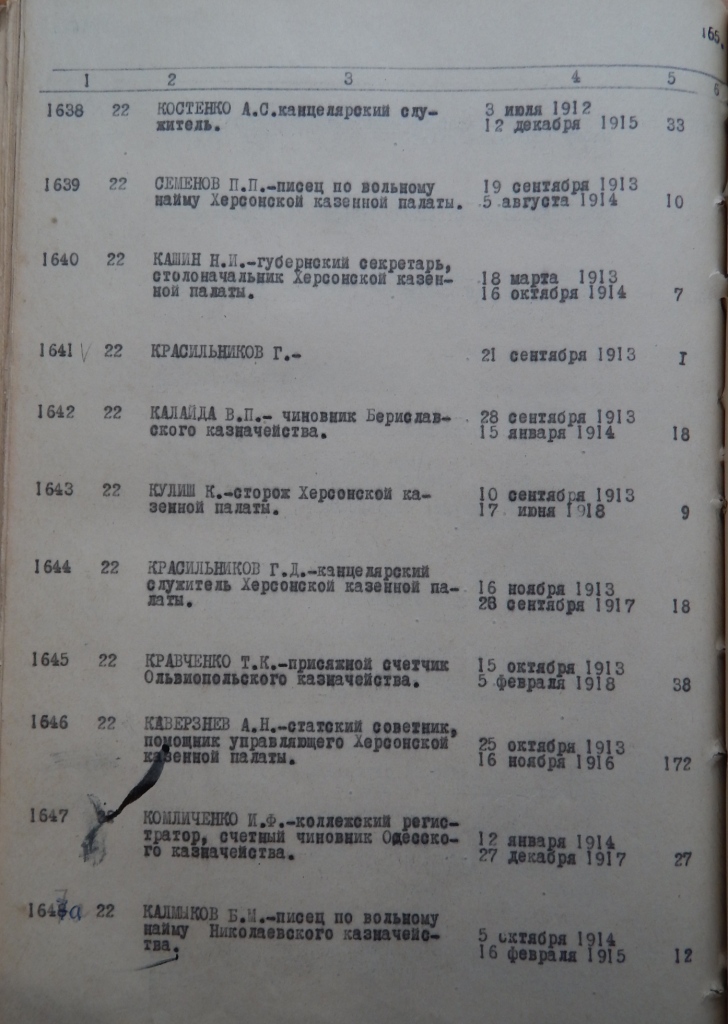 166.
1 2 3 4 5 6
1638 22 КОСТЕНКО А.С.канцелярский слу- 3 июля 1912
житель. 12 декабря 1915 33
1639 22 СЕМЕНОВ П.П.-писец по вольному 19 сентября 1913
найму Херсонской казенной палаты. 5 августа 1914 10
1640 22 КАШИН Н.И.-губернский секретарь,
столоначальник Херсонской казен- 18 марта 1913
ной палаты. 16 октября 1914 7
1641 22 КРАСИЛЬНИКОВ Г.- 21 сентября 1913 I
1642 22 КАЛАЙДА В.П.- чиновник Берислав- 28 сентября 1913
ского казначейства. 15 января 1914 18
1643 22 КУЛИШ К.-сторож Херсонской ка- 10 сентября 1913
зенной палаты. 17 июня 1918 9
1644 22 КРАСИЛЬНИКОВ Г.Д.-канцелярский
служитель Херсонской казенной па- 16 ноября 1913
латы. 28 сентября 1917 18
1645 22 КРАВЧЕНКО Т.К.-присяжной счетчик 15 октября 1913
Ольвиопольского казначейства. 5 февраля 1918 38
1646 22 КАВЕРЗНЕВ А.Н.-статский советник,
помощник управляющего Херсонской 25 октября 1913
казенной палаты. 16 ноября 1916 172
1647 22 КОМЛИЧЕНКО И.Ф.-коллежский регис-
тратор, счетный чиновник Одесско- 12 января 1914
го казначейства. 27 декабря 1917 27
1647а 22 КАЛМЫКОВ Б.М.-писец по вольному
найму Николаевского казначейс- 5 октября 1914
тва. 16 февраля 1915 12